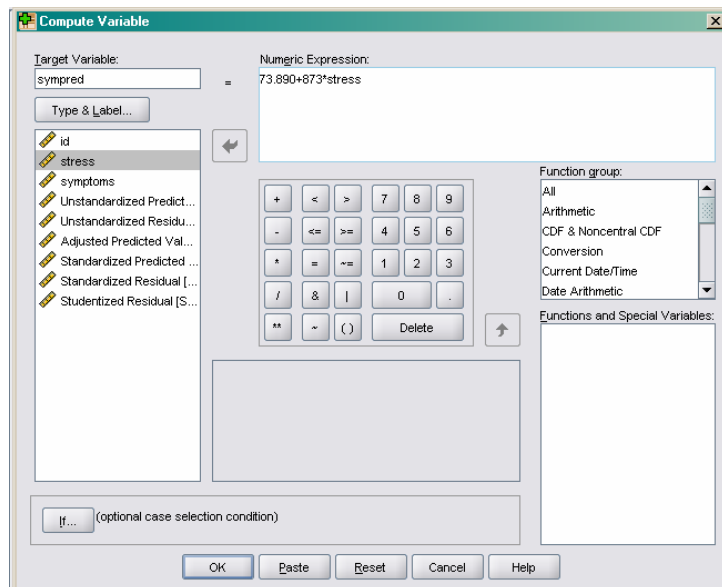 Compute Variable
Target Variable:
sympred
=
Numeric Expression:
73.890+873*stress
Type & Label...
id
stress
symptoms
Unstandardized Predict...
Unstandardized Residu...
Adjusted Predicted Val...
Standardized Predicted ...
Standardized Residual [...
Studentized Residual [S...
+ < > 7 8 9
- <= >= 4 5 6
* = ~= 1 2 3
/ & | 0 .
** ~ ( ) Delete
Function group:
All
Arithmetic
CDF & Noncentral CDF
Conversion
Current Date/Time
Date Arithmetic
Functions and Special Variables:
If... (optional case selection condition)
OK Paste Reset Cancel Help